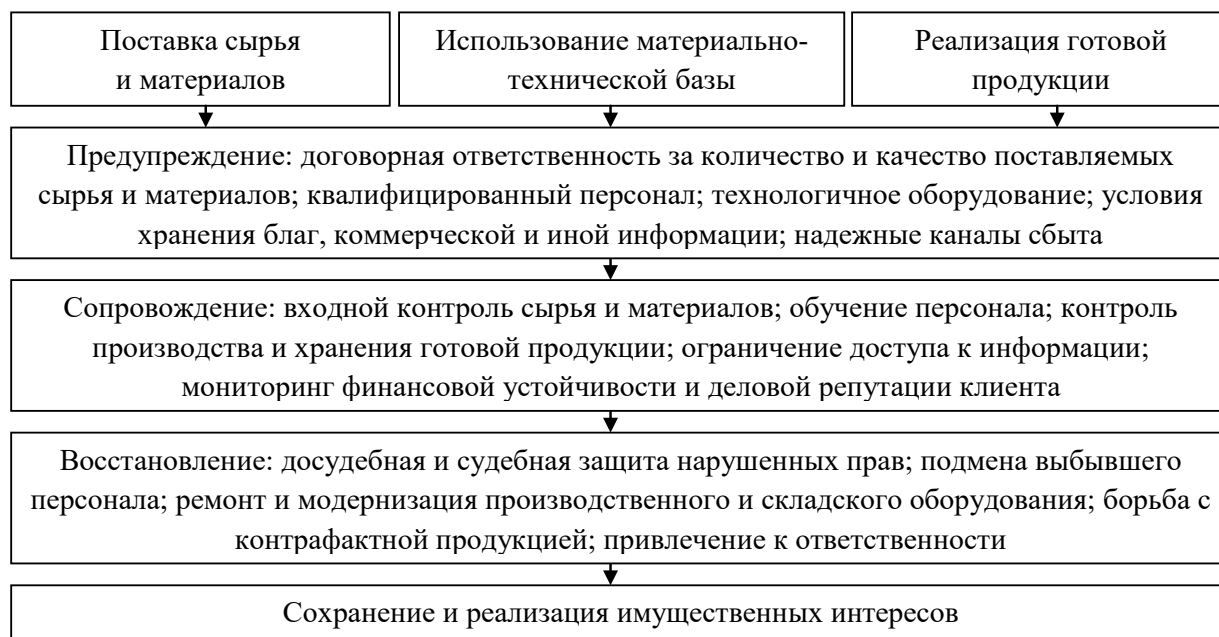 Поставка сырья
и материалов
Использование материально-
технической базы
Реализация готовой
продукции
Предупреждение: договорная ответственность за количество и качество поставляемых
сырья и материалов; квалифицированный персонал; технологичное оборудование; условия
хранения благ, коммерческой и иной информации; надежные каналы сбыта
Сопровождение: входной контроль сырья и материалов; обучение персонала; контроль
производства и хранения готовой продукции; ограничение доступа к информации;
мониторинг финансовой устойчивости и деловой репутации клиента
Восстановление: досудебная и судебная защита нарушенных прав; подмена выбывшего
персонала; ремонт и модернизация производственного и складского оборудования; борьба с
контрафактной продукцией; привлечение к ответственности
Сохранение и реализация имущественных интересов